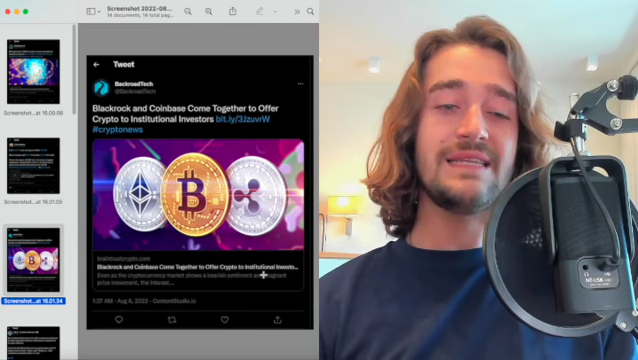 Screenshot 2022-08...
14 documents, 14 total pag...
Screenshot...at 16.00.08
Screenshot...at 16.01.05
Screenshot...at 16.01.34
Tweet
BackroadTech
@BackroadTech
Blackrock and Coinbase Come Together to Offer
Crypto to Institutional Investors bit.ly/3JzuvrW
#cryptonews
brainmastcrypto.com
Blackrock and Coinbase Come Together to Offer Crypto to Institutional Investo...
Even as the cryptocurrency market shows a bearish sentiment and stagnant
price movement, the interest...
1:37 AM · Aug 6, 2022 · ContentStudio.io
NT-USB